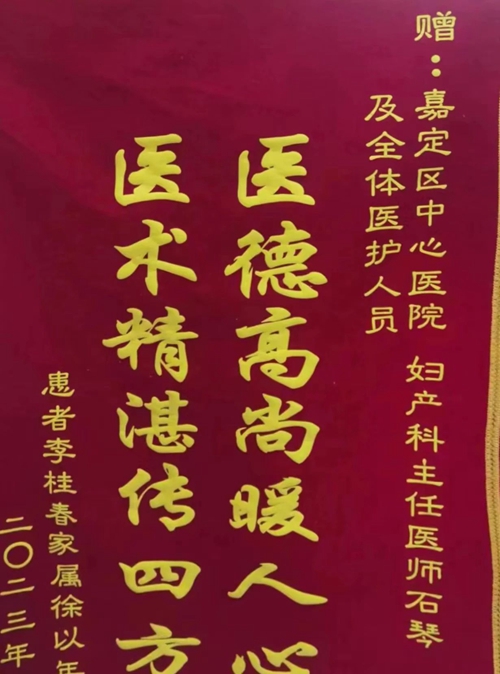 赠：嘉定区中心医院 妇产科主任医师石琴
及全体医护人员
医德高尚暖人心
医术精湛传四方
患者李桂春家属徐以年
二〇二三年